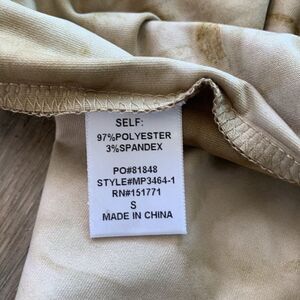 SELF:
97%POLYESTER
3%SPANDEX
PO#81848
STYLE#MP3464-1
RN#151771
S
MADE IN CHINA